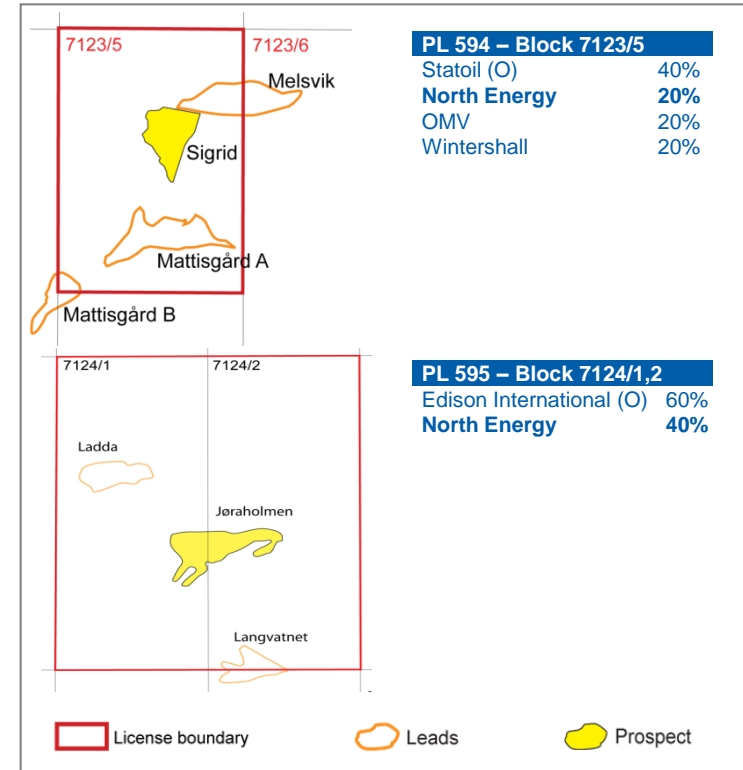 7123/5
7123/6
Melsvik
Sigrid
Mattisgård A
Mattisgård B
PL 594 – Block 7123/5
Statoil (O) 40%
North Energy 20%
OMV 20%
Wintershall 20%
7124/1
7124/2
Ladda
Jøraholmen
Langvatnet
PL 595 – Block 7124/1,2
Edison International (O) 60%
North Energy 40%
License boundary
Leads
Prospect